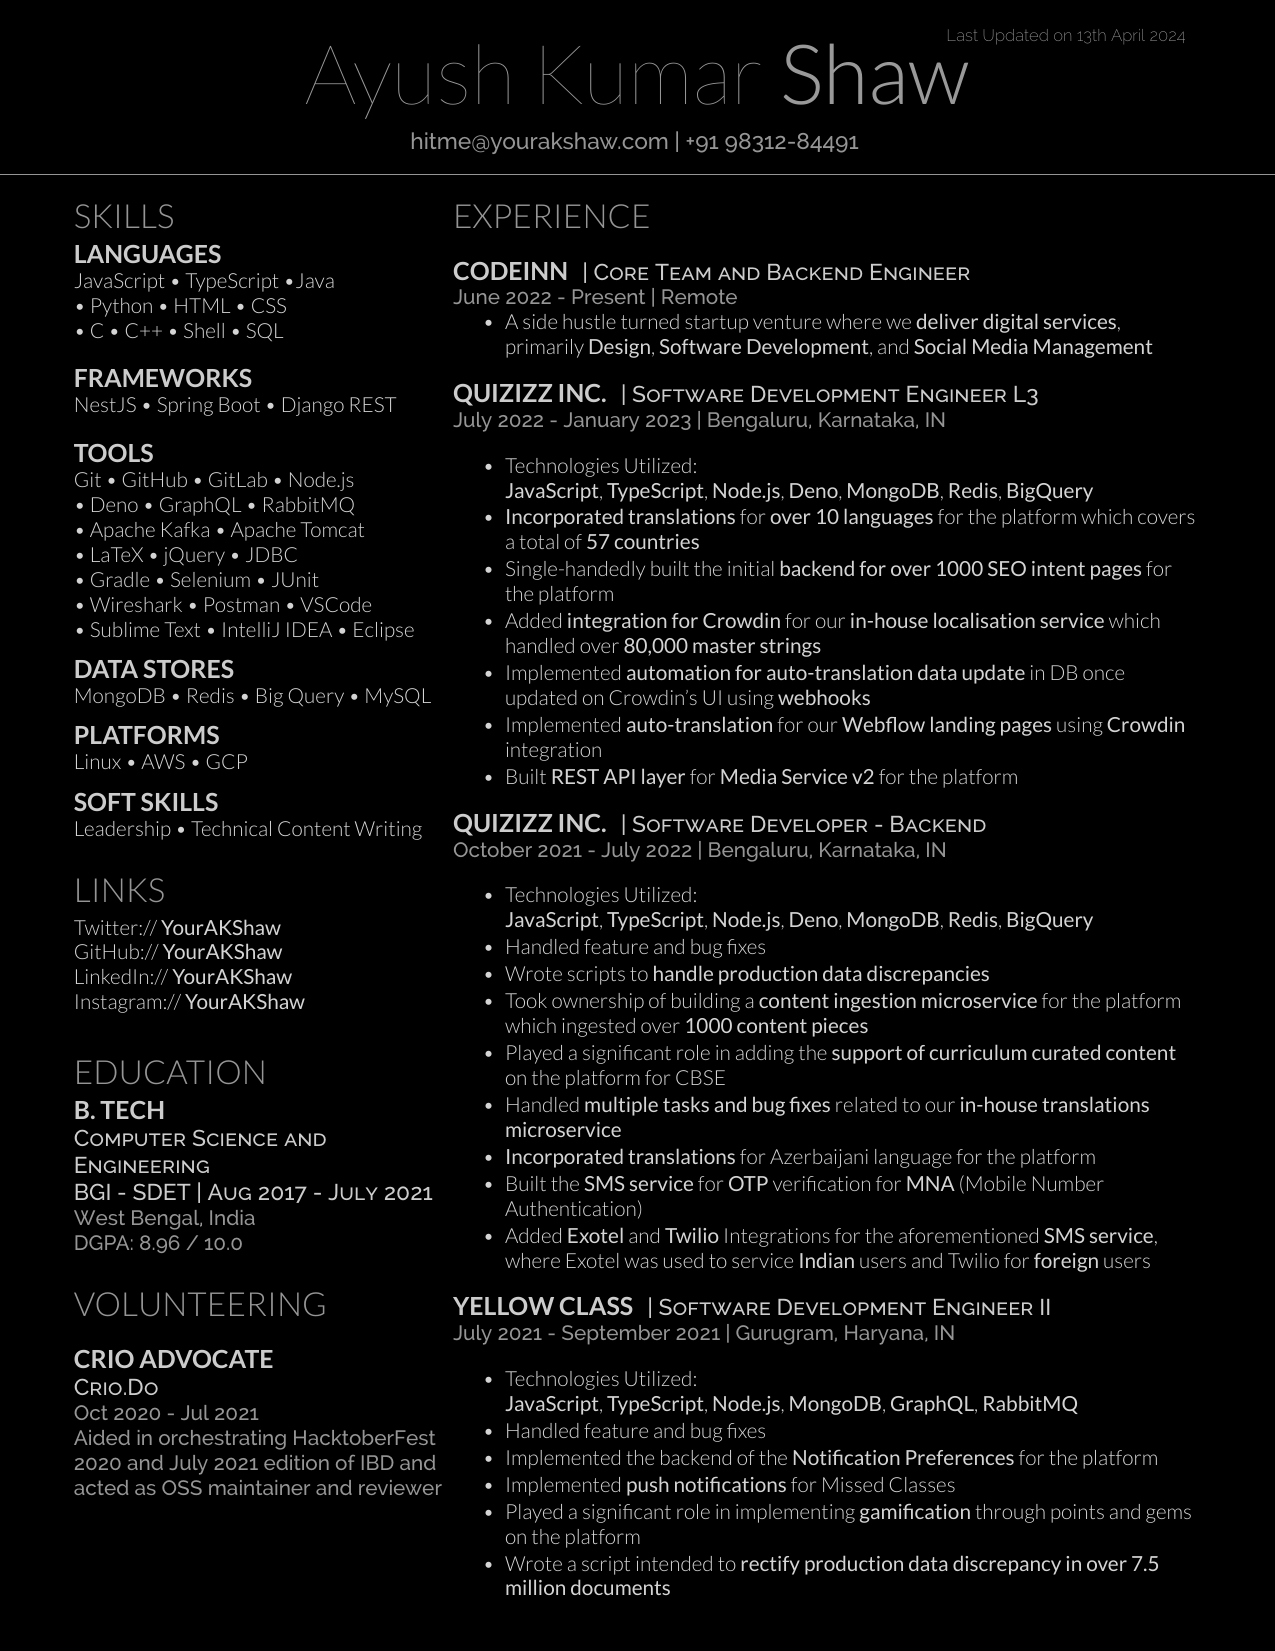 Last Updated on 13th April 2024
Ayush Kumar Shaw
hitme@yourakshaw.com | +91 98312-84491
SKILLS
LANGUAGES
JavaScript • TypeScript •Java
• Python • HTML • CSS
• C • C++ • Shell • SQL
FRAMEWORKS
NestJS • Spring Boot • Django REST
TOOLS
Git • GitHub • GitLab • Node.js
• Deno • GraphQL • RabbitMQ
• Apache Kafka • Apache Tomcat
• LaTeX • jQuery • JDBC
• Gradle • Selenium • JUnit
• Wireshark • Postman • VSCode
• Sublime Text • IntelliJ IDEA • Eclipse
DATA STORES
MongoDB • Redis • Big Query • MySQL
PLATFORMS
Linux • AWS • GCP
SOFT SKILLS
Leadership • Technical Content Writing
LINKS
Twitter:// YourAKShaw
GitHub:// YourAKShaw
LinkedIn:// YourAKShaw
Instagram:// YourAKShaw
EDUCATION
B. TECH
Computer Science and
Engineering
BGI - SDET | Aug 2017 - July 2021
West Bengal, India
DGPA: 8.96 / 10.0
VOLUNTEERING
CRIO ADVOCATE
Crio.Do
Oct 2020 - Jul 2021
Aided in orchestrating HacktoberFest
2020 and July 2021 edition of IBD and
acted as OSS maintainer and reviewer
EXPERIENCE
CODEINN | Core Team and Backend Engineer
June 2022 - Present | Remote
• A side hustle turned startup venture where we deliver digital services,
primarily Design, Software Development, and Social Media Management
QUIZIZZ INC. | Software Development Engineer L3
July 2022 - January 2023 | Bengaluru, Karnataka, IN
• Technologies Utilized:
JavaScript, TypeScript, Node.js, Deno, MongoDB, Redis, BigQuery
• Incorporated translations for over 10 languages for the platform which covers
a total of 57 countries
• Single-handedly built the initial backend for over 1000 SEO intent pages for
the platform
• Added integration for Crowdin for our in-house localisation service which
handled over 80,000 master strings
• Implemented automation for auto-translation data update in DB once
updated on Crowdin’s UI using webhooks
• Implemented auto-translation for our Webflow landing pages using Crowdin
integration
• Built REST API layer for Media Service v2 for the platform
QUIZIZZ INC. | Software Developer - Backend
October 2021 - July 2022 | Bengaluru, Karnataka, IN
• Technologies Utilized:
JavaScript, TypeScript, Node.js, Deno, MongoDB, Redis, BigQuery
• Handled feature and bug fixes
• Wrote scripts to handle production data discrepancies
• Took ownership of building a content ingestion microservice for the platform
which ingested over 1000 content pieces
• Played a significant role in adding the support of curriculum curated content
on the platform for CBSE
• Handled multiple tasks and bug fixes related to our in-house translations
microservice
• Incorporated translations for Azerbaijani language for the platform
• Built the SMS service for OTP verification for MNA (Mobile Number
Authentication)
• Added Exotel and Twilio Integrations for the aforementioned SMS service,
where Exotel was used to service Indian users and Twilio for foreign users
YELLOW CLASS | Software Development Engineer II
July 2021 - September 2021 | Gurugram, Haryana, IN
• Technologies Utilized:
JavaScript, TypeScript, Node.js, MongoDB, GraphQL, RabbitMQ
• Handled feature and bug fixes
• Implemented the backend of the Notification Preferences for the platform
• Implemented push notifications for Missed Classes
• Played a significant role in implementing gamification through points and gems
on the platform
• Wrote a script intended to rectify production data discrepancy in over 7.5
million documents